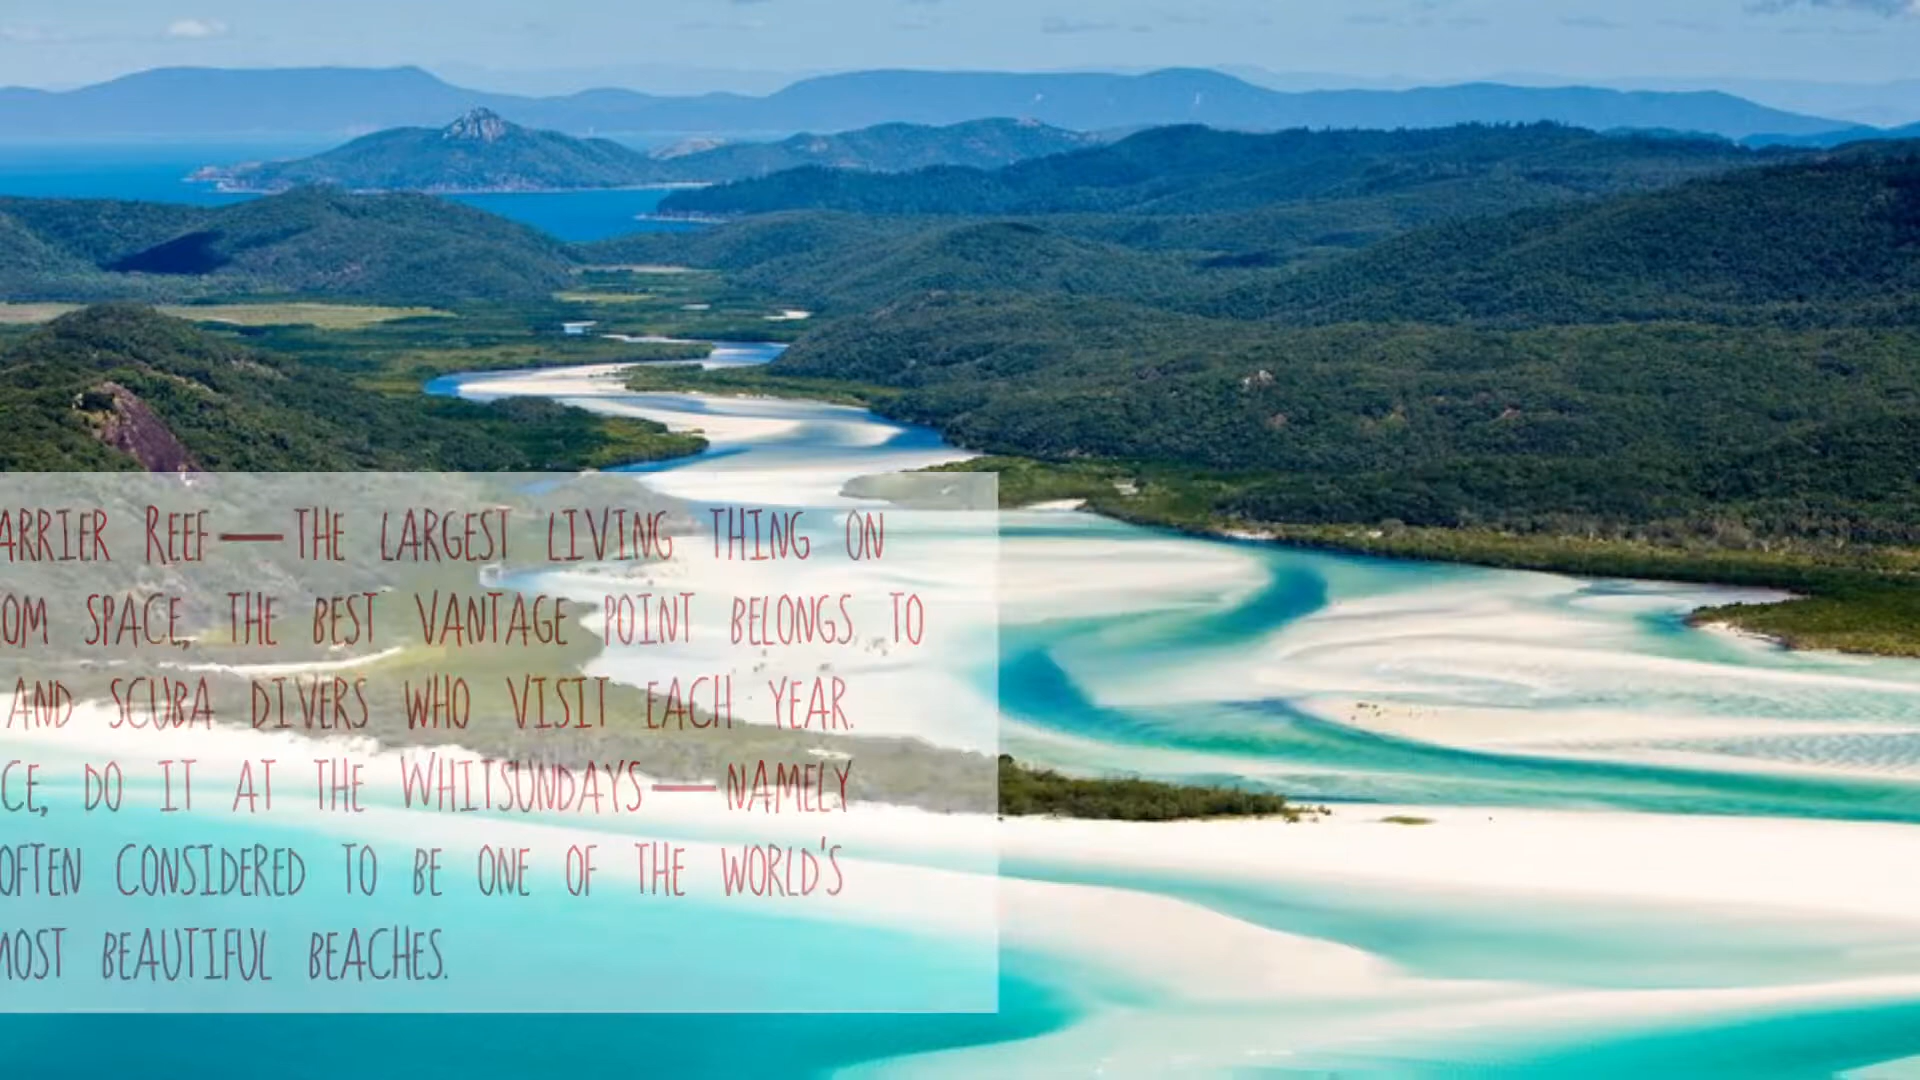 ARRIER REEF—THE LARGEST LIVING THING ON
OM SPACE, THE BEST VANTAGE POINT BELONGS TO
AND SCUBA DIVERS WHO VISIT EACH YEAR.
CE, DO IT AT THE WHITSUNDAYS—NAMELY
OFTEN CONSIDERED TO BE ONE OF THE WORLD'S
MOST BEAUTIFUL BEACHES.